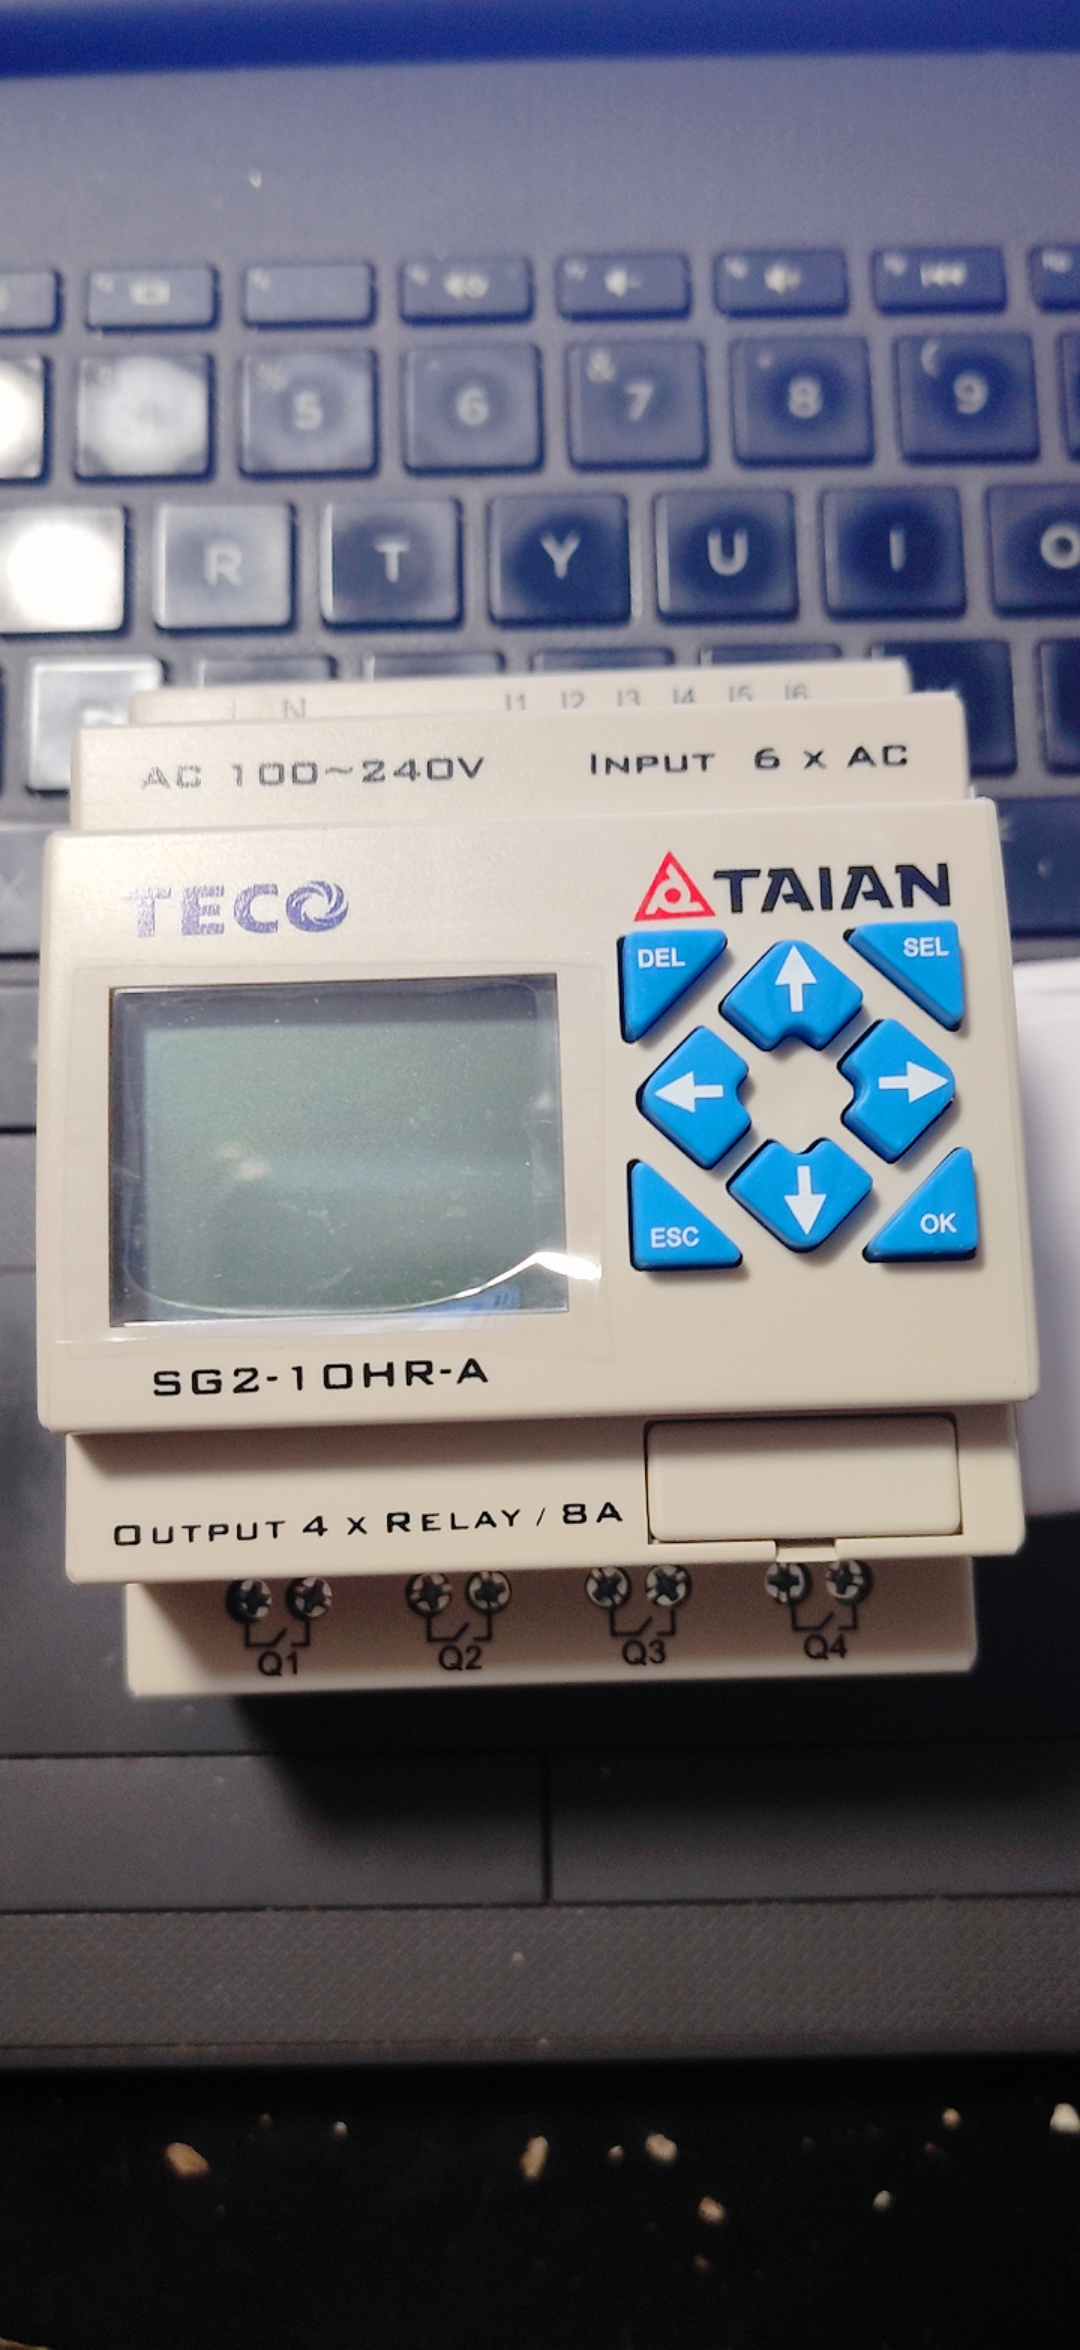 5 6 & 7 8 ( 9
R T Y U I O
L N I1 I2 I3 I4 I5 I6
AC 100~240V INPUT 6 x AC
TECO TAIAN
DEL SEL
ESC OK
SG2-10HR-A
OUTPUT 4 x RELAY / 8A
Q1 Q2 Q3 Q4